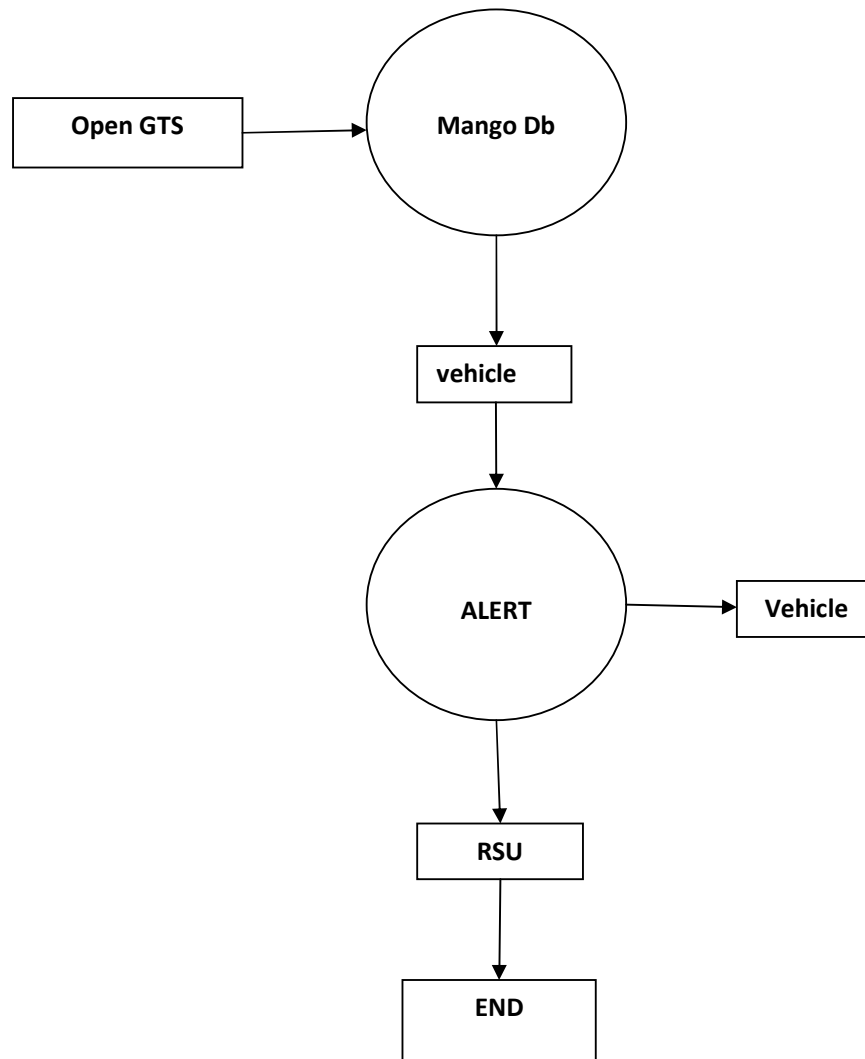 Open GTS
Mango Db
vehicle
ALERT
Vehicle
RSU
END